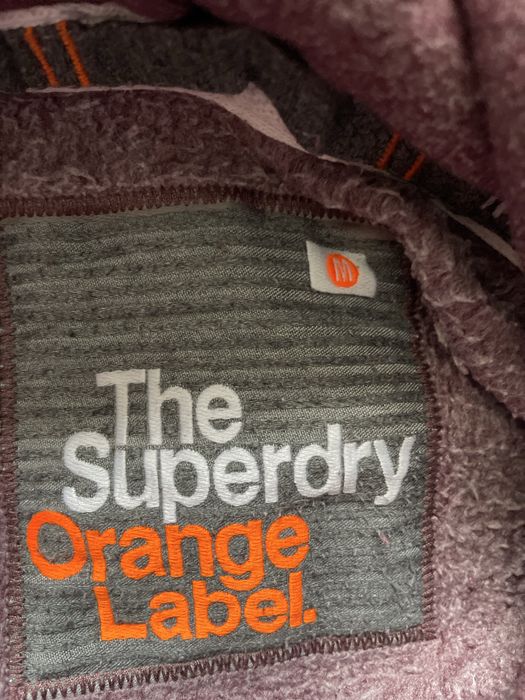 M
The
Superdry
Orange
Label.